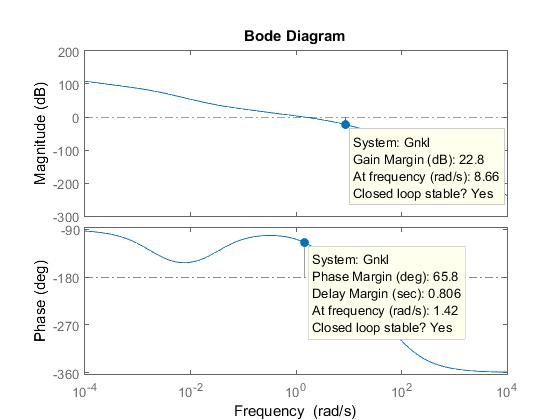 Bode Diagram
Magnitude (dB)
200
100
0
-100
-200
-300
System: Gnkl
Gain Margin (dB): 22.8
At frequency (rad/s): 8.66
Closed loop stable? Yes
Phase (deg)
-90
-180
-270
-360
System: Gnkl
Phase Margin (deg): 65.8
Delay Margin (sec): 0.806
At frequency (rad/s): 1.42
Closed loop stable? Yes
10^-4 10^-2 10^0 10^2 10^4
Frequency (rad/s)